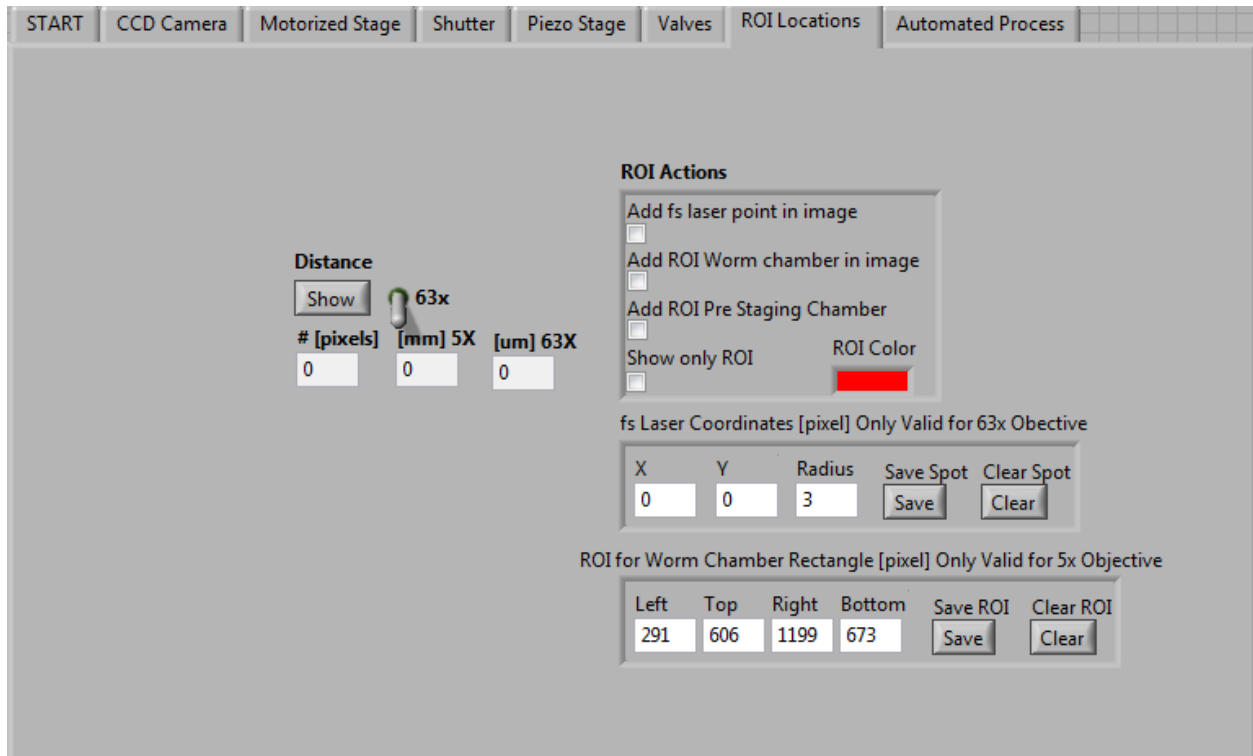 START CCD Camera Motorized Stage Shutter Piezo Stage Valves ROI Locations Automated Process
Distance
Show 63x
# [pixels] [mm] 5X [um] 63X
0 0 0
ROI Actions
Add fs laser point in image
Add ROI Worm chamber in image
Add ROI Pre Staging Chamber
Show only ROI ROI Color
fs Laser Coordinates [pixel] Only Valid for 63x Obective
X Y Radius Save Spot Clear Spot
0 0 3 Save Clear
ROI for Worm Chamber Rectangle [pixel] Only Valid for 5x Objective
Left Top Right Bottom Save ROI Clear ROI
291 606 1199 673 Save Clear